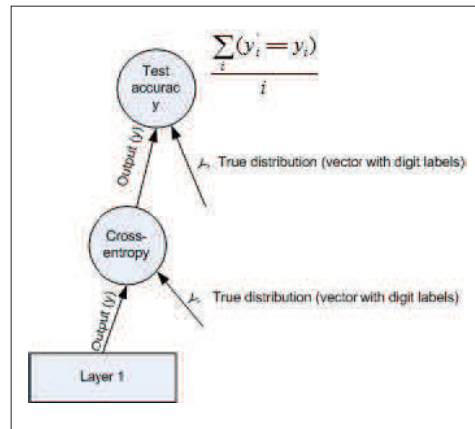 Test
accurac
y
∑ᵢ(y'ᵢ == yᵢ)
i
Output (y)
Y' True distribution (vector with digit labels)
Cross-
entropy
Output (y)
Y' True distribution (vector with digit labels)
Layer 1